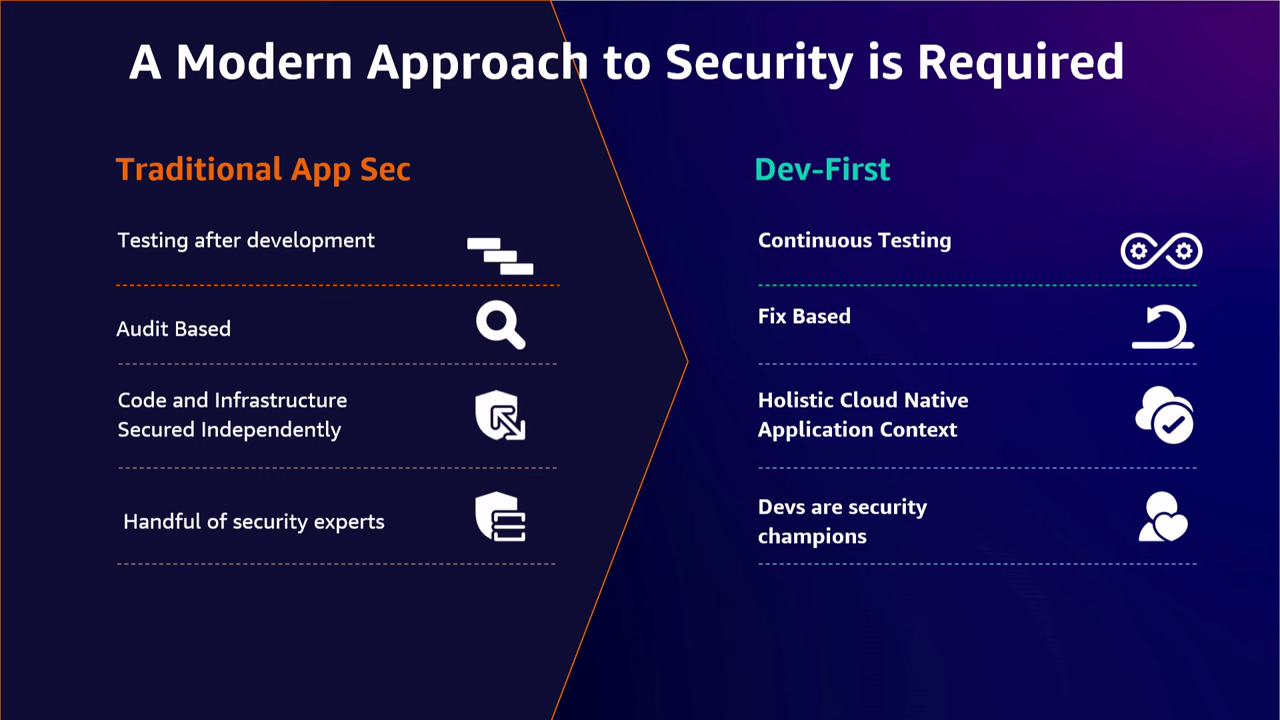 A Modern Approach to Security is Required
Traditional App Sec
Testing after development
Audit Based
Code and Infrastructure
Secured Independently
Handful of security experts
Dev-First
Continuous Testing
Fix Based
Holistic Cloud Native
Application Context
Devs are security
champions